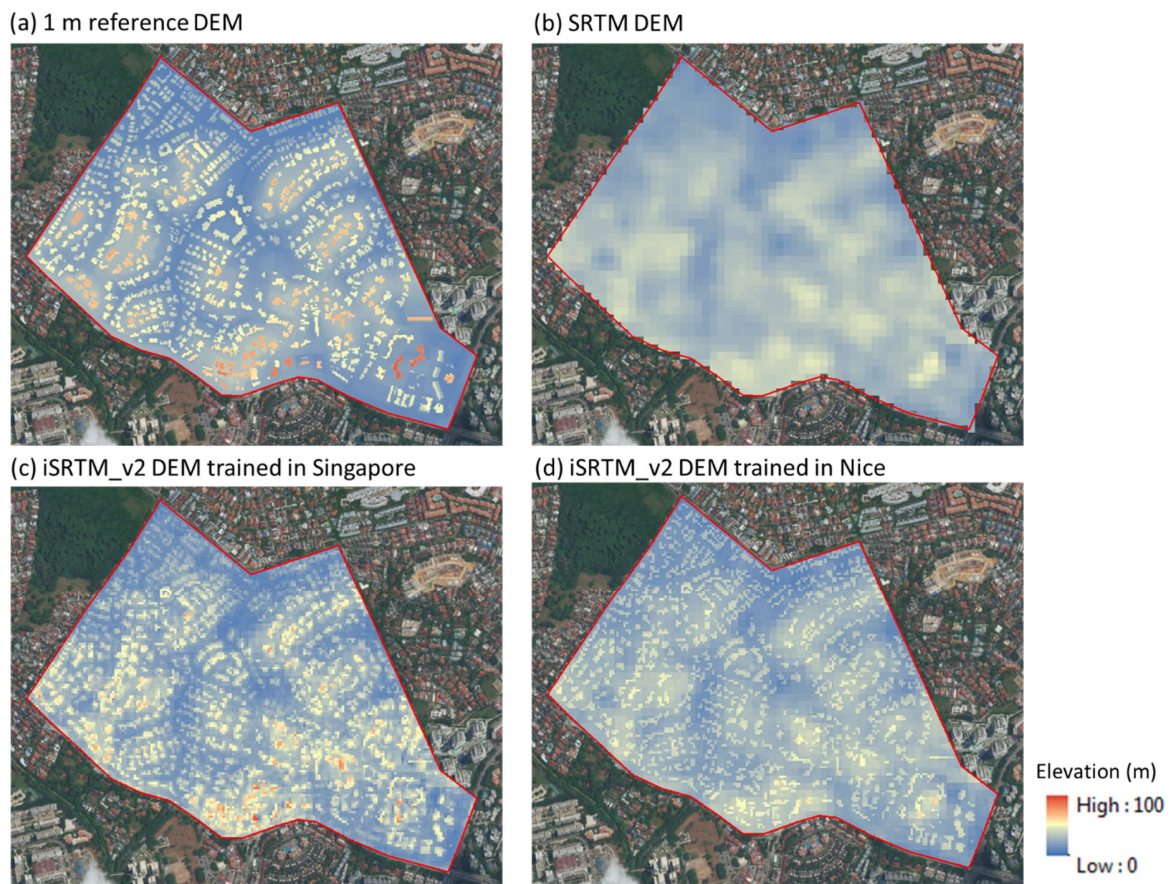 (a) 1 m reference DEM
(b) SRTM DEM
(c) iSRTM_v2 DEM trained in Singapore
(d) iSRTM_v2 DEM trained in Nice
Elevation (m)
High : 100
Low : 0